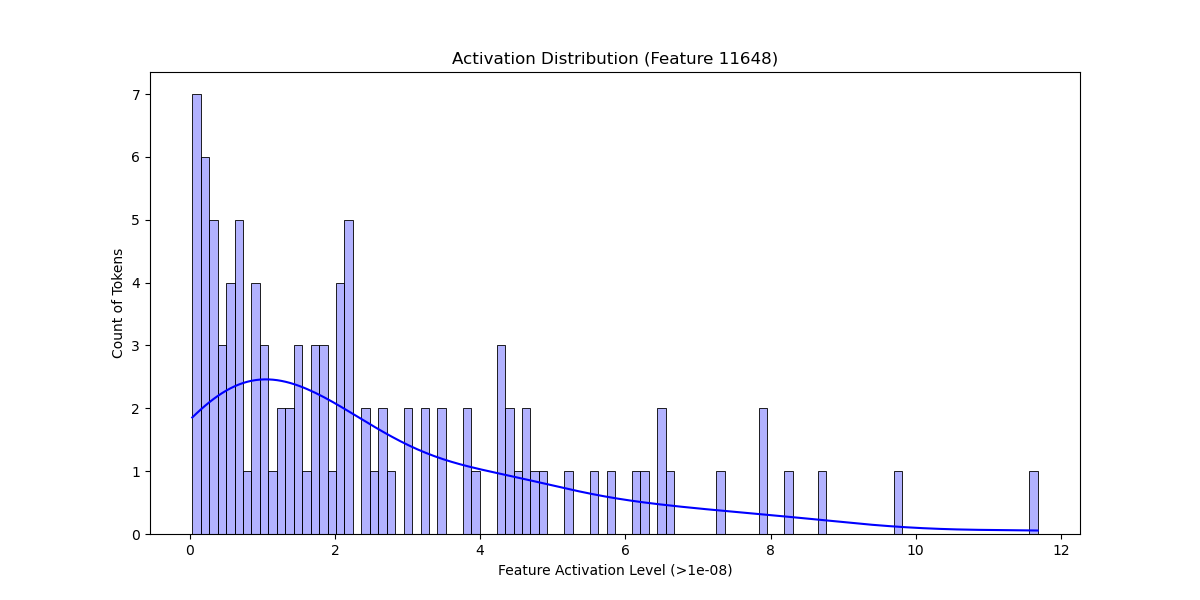 Activation Distribution (Feature 11648)
7
6
5
4
3
2
1
0
Count of Tokens
0 2 4 6 8 10 12
Feature Activation Level (>1e-08)